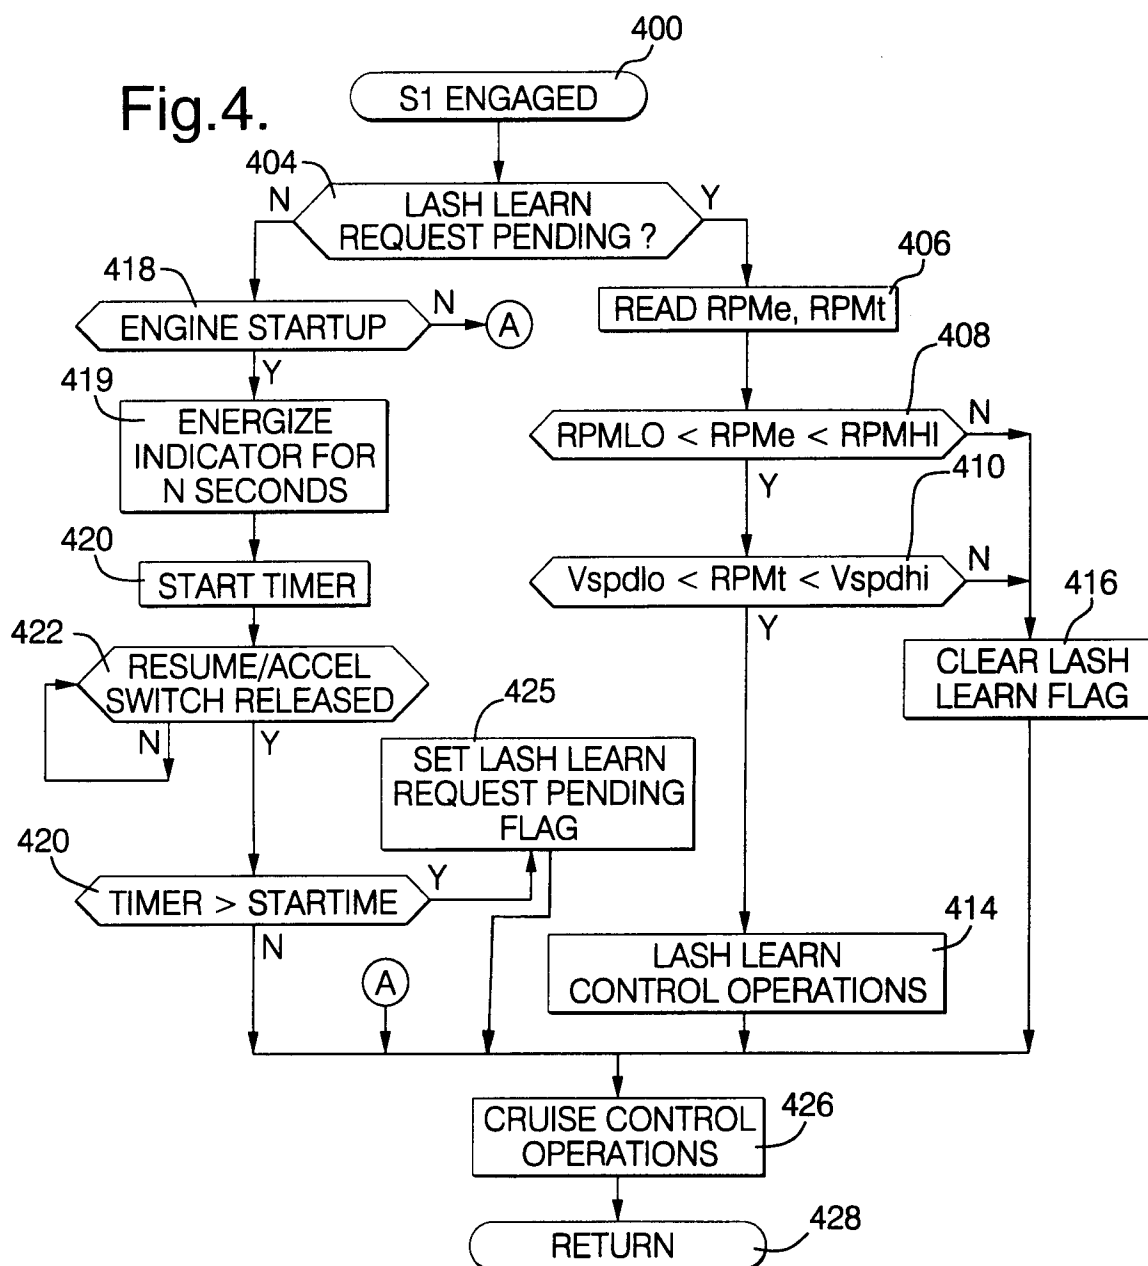 400
Fig.4.
S1 ENGAGED
404
N
LASH LEARN
REQUEST PENDING ?
Y
418
ENGINE STARTUP
N
A
Y
406
READ RPMe, RPMt
408
RPMLO < RPMe < RPMHI
N
Y
419
ENERGIZE
INDICATOR FOR
N SECONDS
410
Vspdlo < RPMt < Vspdhi
N
Y
420
START TIMER
416
CLEAR LASH
LEARN FLAG
422
RESUME/ACCEL
SWITCH RELEASED
N
Y
425
SET LASH LEARN
REQUEST PENDING
FLAG
420
TIMER > STARTIME
Y
N
414
LASH LEARN
CONTROL OPERATIONS
A
CRUISE CONTROL
OPERATIONS
426
RETURN
428